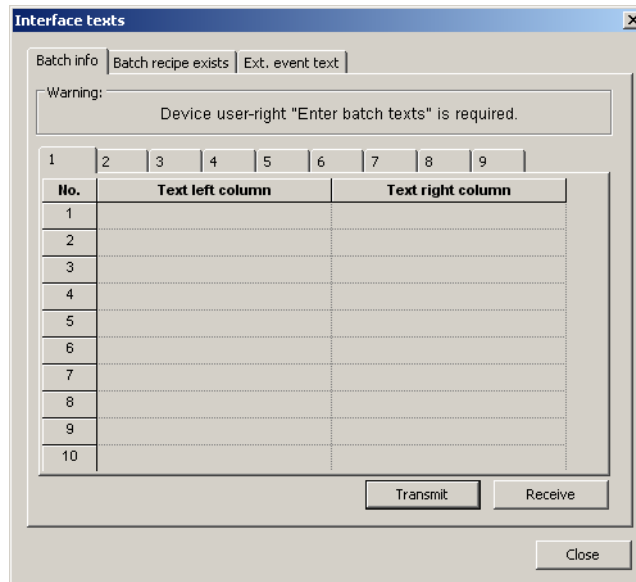 Interface texts
Batch info Batch recipe exists Ext. event text
Warning:
Device user-right "Enter batch texts" is required.
1 2 3 4 5 6 7 8 9
No. Text left column Text right column
1
2
3
4
5
6
7
8
9
10
Transmit Receive
Close